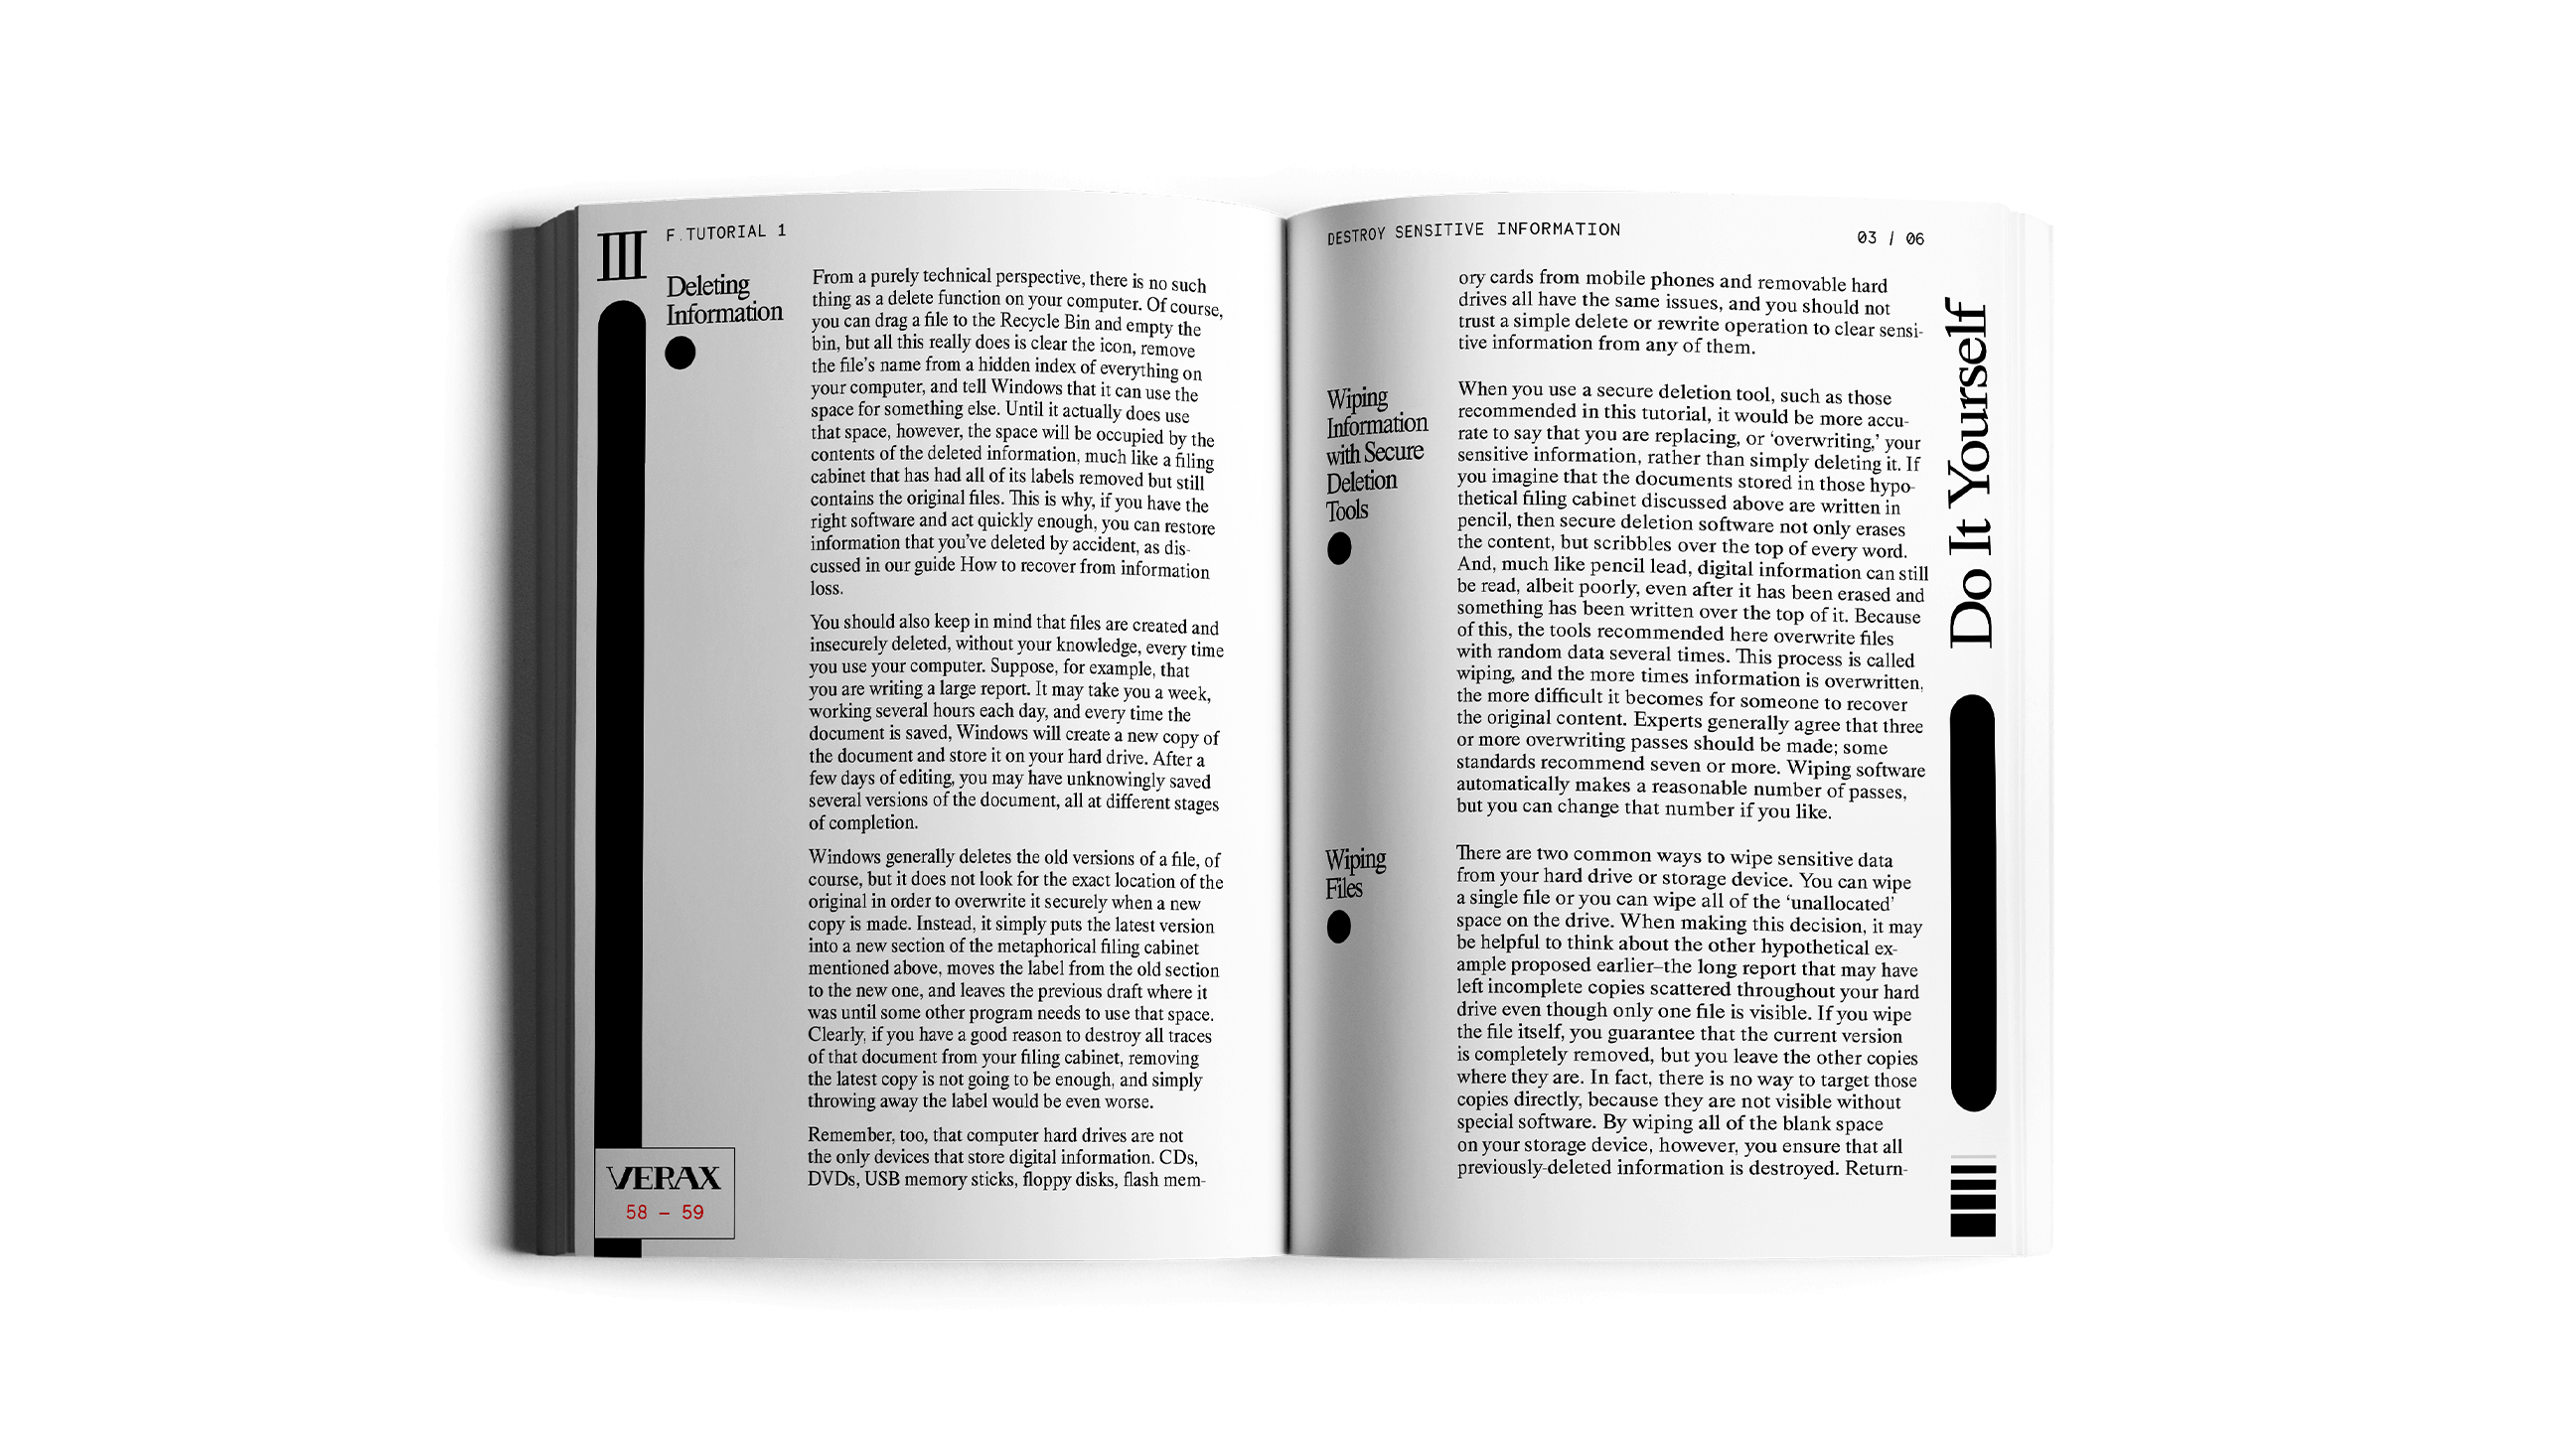 III
F.TUTORIAL 1
Deleting
Information
From a purely technical perspective, there is no such
thing as a delete function on your computer. Of course,
you can drag a file to the Recycle Bin and empty the
bin, but all this really does is clear the icon, remove
the file's name from a hidden index of everything on
your computer, and tell Windows that it can use the
space for something else. Until it actually does use
that space, however, the space will be occupied by the
contents of the deleted information, much like a filing
cabinet that has had all of its labels removed but still
contains the original files. This is why, if you have the
right software and act quickly enough, you can restore
information that you've deleted by accident, as dis-
cussed in our guide How to recover from information
loss.
You should also keep in mind that files are created and
insecurely deleted, without your knowledge, every time
you use your computer. Suppose, for example, that
you are writing a large report. It may take you a week,
working several hours each day, and every time the
document is saved, Windows will create a new copy of
the document and store it on your hard drive. After a
few days of editing, you may have unknowingly saved
several versions of the document, all at different stages
of completion.
Windows generally deletes the old versions of a file, of
course, but it does not look for the exact location of the
original in order to overwrite it securely when a new
copy is made. Instead, it simply puts the latest version
into a new section of the metaphorical filing cabinet
mentioned above, moves the label from the old section
to the new one, and leaves the previous draft where it
was until some other program needs to use that space.
Clearly, if you have a good reason to destroy all traces
of that document from your filing cabinet, removing
the latest copy is not going to be enough, and simply
throwing away the label would be even worse.
Remember, too, that computer hard drives are not
the only devices that store digital information. CDs,
DVDs, USB memory sticks, floppy disks, flash mem-
VERAX
58 – 59
DESTROY SENSITIVE INFORMATION
03 / 06
ory cards from mobile phones and removable hard
drives all have the same issues, and you should not
trust a simple delete or rewrite operation to clear sensi-
tive information from any of them.
Wiping
Information
with Secure
Deletion
Tools
When you use a secure deletion tool, such as those
recommended in this tutorial, it would be more accu-
rate to say that you are replacing, or 'overwriting,' your
sensitive information, rather than simply deleting it. If
you imagine that the documents stored in those hypo-
thetical filing cabinet discussed above are written in
pencil, then secure deletion software not only erases
the content, but scribbles over the top of every word.
And, much like pencil lead, digital information can still
be read, albeit poorly, even after it has been erased and
something has been written over the top of it. Because
of this, the tools recommended here overwrite files
with random data several times. This process is called
wiping, and the more times information is overwritten,
the more difficult it becomes for someone to recover
the original content. Experts generally agree that three
or more overwriting passes should be made; some
standards recommend seven or more. Wiping software
automatically makes a reasonable number of passes,
but you can change that number if you like.
Wiping
Files
There are two common ways to wipe sensitive data
from your hard drive or storage device. You can wipe
a single file or you can wipe all of the 'unallocated'
space on the drive. When making this decision, it may
be helpful to think about the other hypothetical ex-
ample proposed earlier–the long report that may have
left incomplete copies scattered throughout your hard
drive even though only one file is visible. If you wipe
the file itself, you guarantee that the current version
is completely removed, but you leave the other copies
where they are. In fact, there is no way to target those
copies directly, because they are not visible without
special software. By wiping all of the blank space
on your storage device, however, you ensure that all
previously-deleted information is destroyed. Return-
Do It Yourself